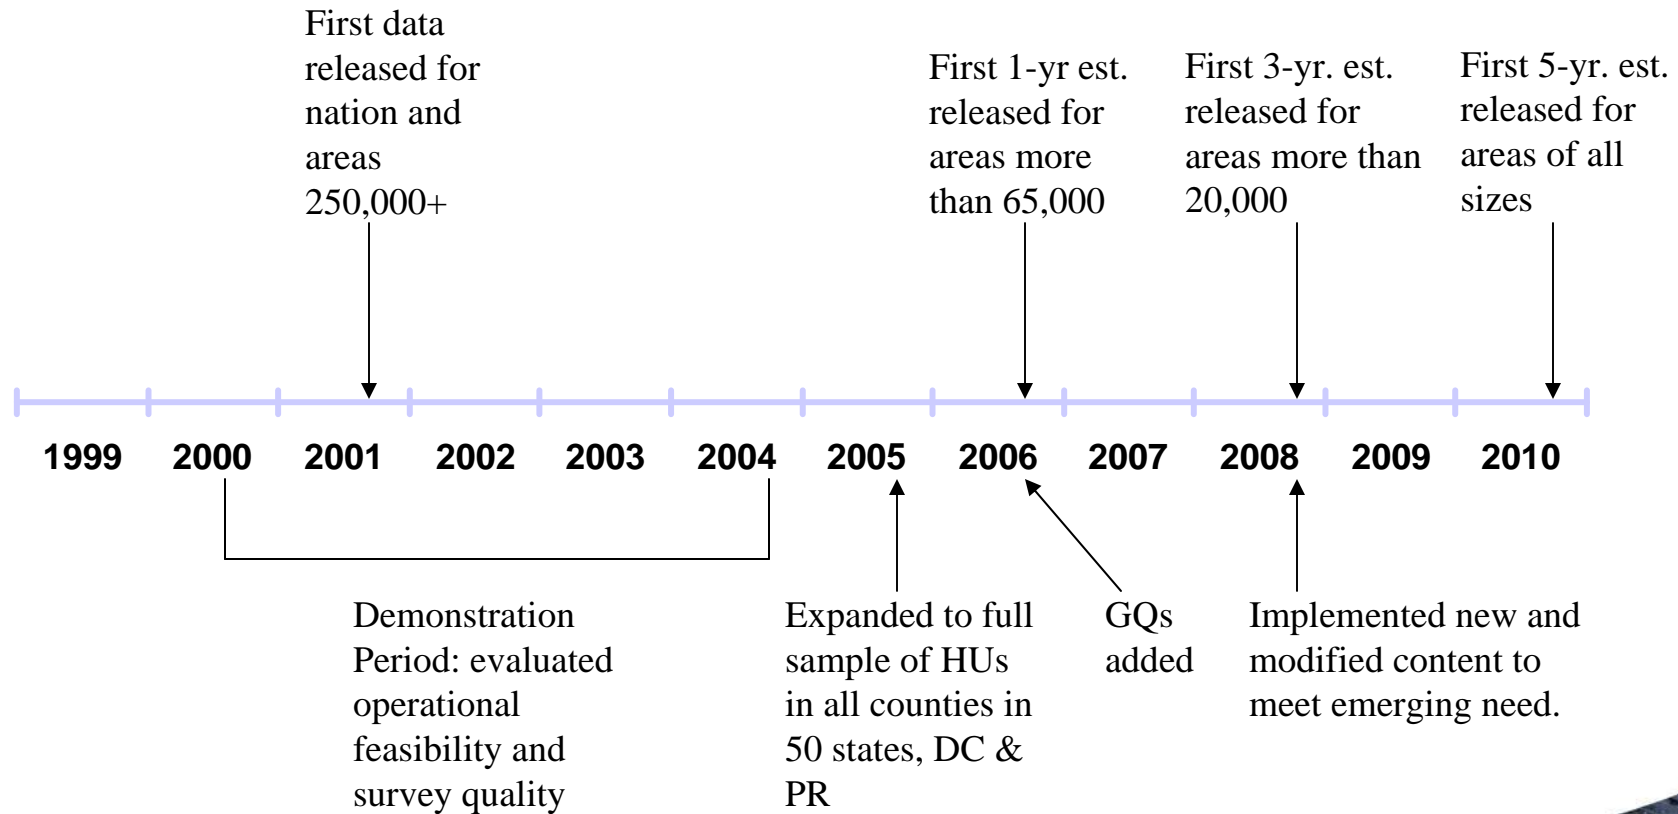 First data
released for
nation and
areas
250,000+
First 1-yr est.
released for
areas more
than 65,000
First 3-yr. est.
released for
areas more than
20,000
First 5-yr. est.
released for
areas of all
sizes
1999 2000 2001 2002 2003 2004 2005 2006 2007 2008 2009 2010
Demonstration
Period: evaluated
operational
feasibility and
survey quality
Expanded to full
sample of HUs
in all counties in
50 states, DC &
PR
GQs
added
Implemented new and
modified content to
meet emerging need.